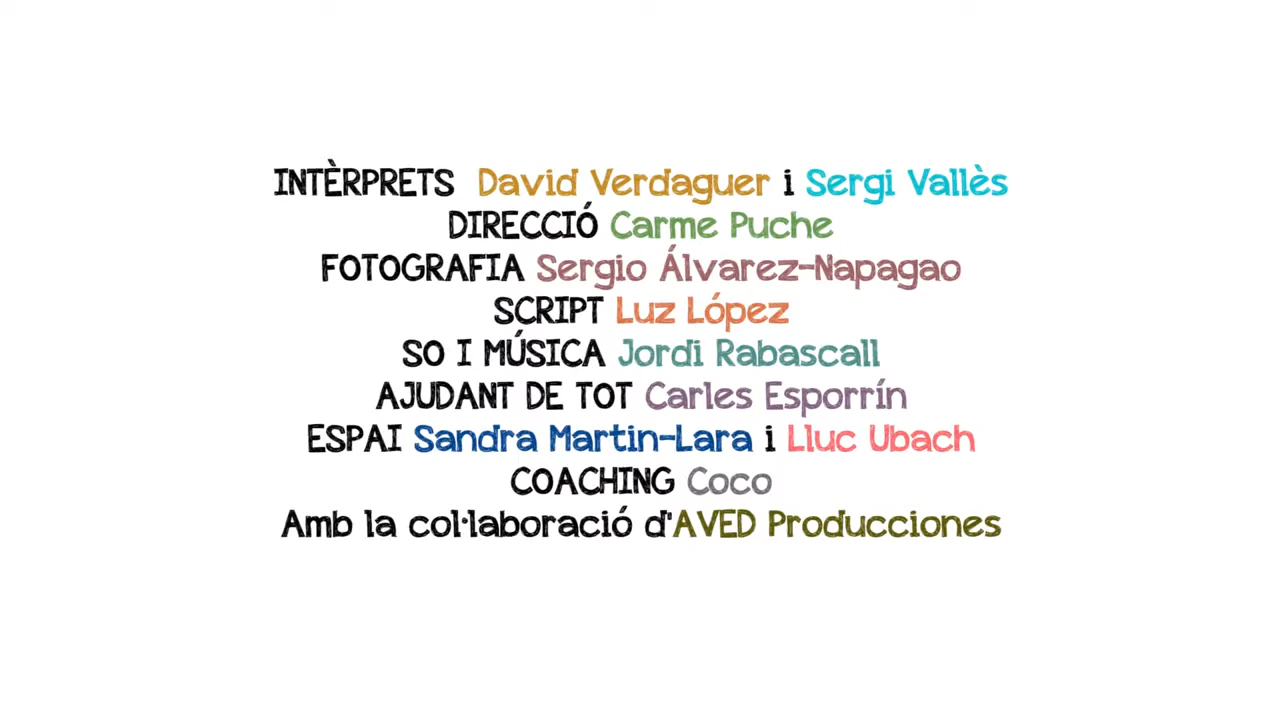 INTÈRPRETS David Verdaguer i Sergi Vallès
DIRECCIÓ Carme Puche
FOTOGRAFIA Sergio Álvarez-Napagao
SCRIPT Luz López
SO I MÚSICA Jordi Rabascall
AJUDANT DE TOT Carles Esporrín
ESPAI Sandra Martin-Lara i Lluc Ubach
COACHING Coco
Amb la col·laboració d'AVED Producciones